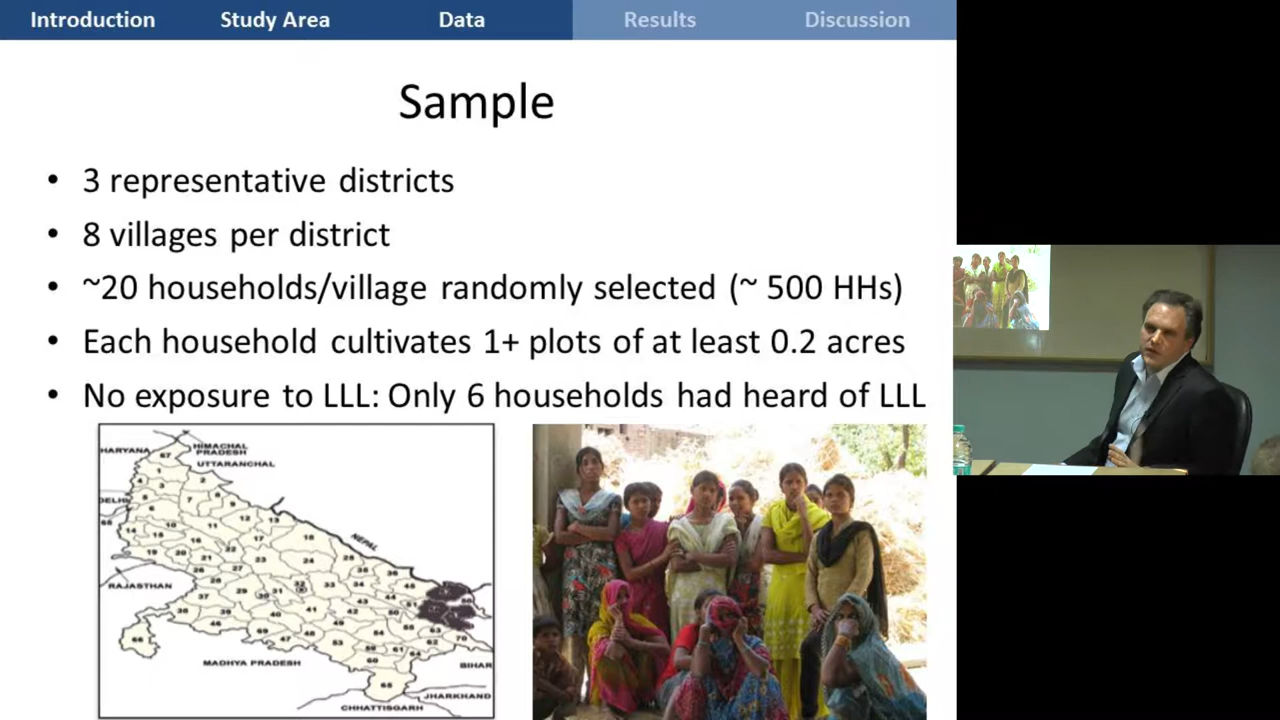 Introduction
Study Area
Data
Results
Discussion
Sample
• 3 representative districts
• 8 villages per district
• ~20 households/village randomly selected (~ 500 HHs)
• Each household cultivates 1+ plots of at least 0.2 acres
• No exposure to LLL: Only 6 households had heard of LLL
HIMACHAL
PRADESH
HARYANA
UTTARANCHAL
DELHI
NEPAL
RAJASTHAN
MADHYA PRADESH
BIHAR
JHARKHAND
CHHATTISGARH